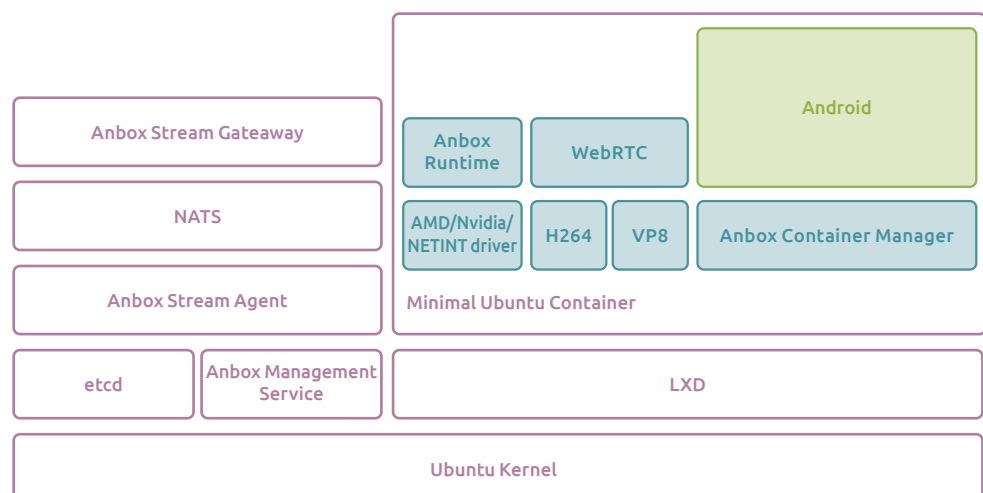 Anbox Stream Gateaway
NATS
Anbox Stream Agent
etcd
Anbox Management
Service
Anbox
Runtime
WebRTC
Android
AMD/Nvidia/
NETINT driver
H264
VP8
Anbox Container Manager
Minimal Ubuntu Container
LXD
Ubuntu Kernel